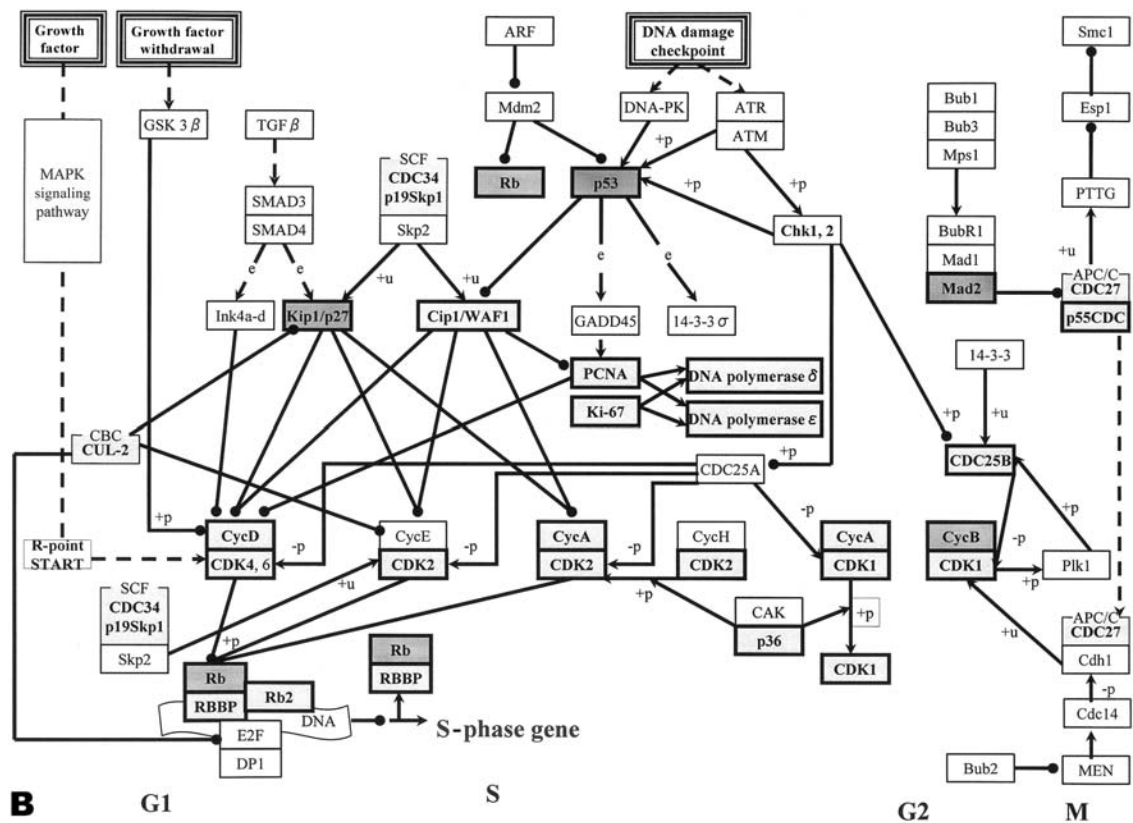 Growth
factor
Growth factor
withdrawal
ARF
DNA damage
checkpoint
Smc1
GSK 3β
TGFβ
Mdm2
DNA-PK
ATR
ATM
Bub1
Bub3
Mps1
Esp1
MAPK
signaling
pathway
SCF
CDC34
p19Skp1
Skp2
Rb
p53
+p
+p
+p
PTTG
SMAD3
SMAD4
Chk1, 2
BubR1
Mad1
Mad2
+u
APC/C
CDC27
p55CDC
e
e
+u
+u
e
e
Ink4a-d
Kip1/p27
Cip1/WAF1
GADD45
14-3-3σ
14-3-3
PCNA
DNA polymerase δ
Ki-67
DNA polymerase ε
+p
+u
CBC
CUL-2
CDC25A
+p
CDC25B
+p
R-point
START
CycD
CDK4, 6
-p
CycE
CDK2
-p
CycA
CDK2
-p
CycH
CDK2
-p
CycA
CDK1
CycB
CDK1
-p
+p
+p
Plk1
SCF
CDC34
p19Skp1
Skp2
+u
+p
CAK
p36
+p
+u
APC/C
CDC27
Cdh1
+p
Rb
RBBP
Rb2
DNA
Rb
RBBP
CDK1
-p
Cdc14
E2F
DP1
S-phase gene
Bub2
MEN
B
G1
S
G2
M